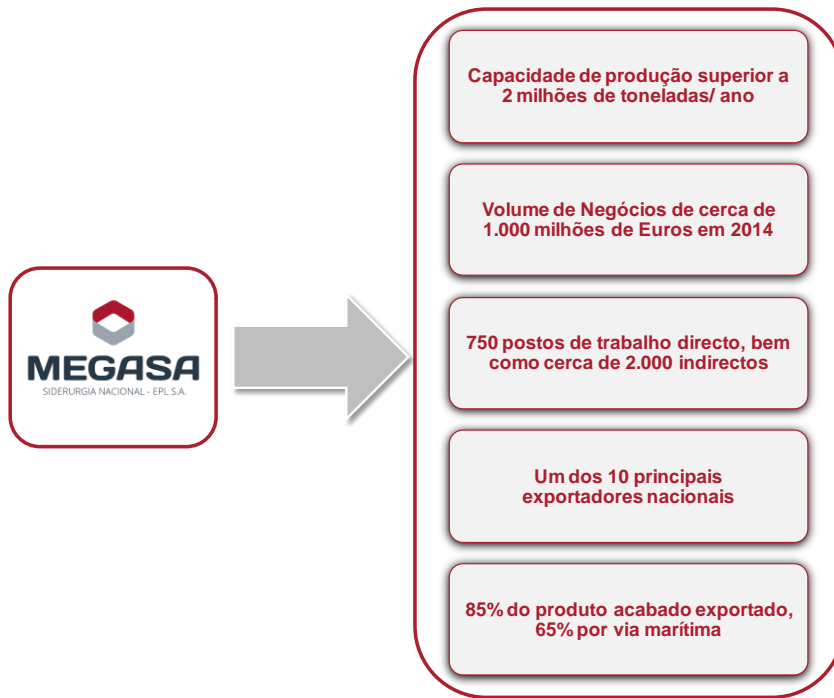 MEGASA
SIDERURGIA NACIONAL - EPL S.A.
Capacidade de produção superior a
2 milhões de toneladas/ ano
Volume de Negócios de cerca de
1.000 milhões de Euros em 2014
750 postos de trabalho directo, bem
como cerca de 2.000 indirectos
Um dos 10 principais
exportadores nacionais
85% do produto acabado exportado,
65% por via marítima